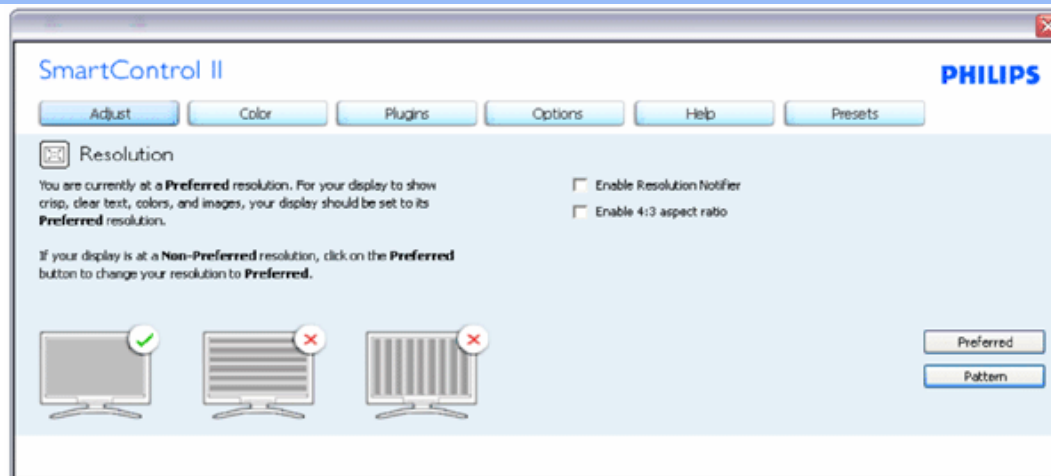 SmartControl II
PHILIPS
Adjust
Color
Plugins
Options
Help
Presets
Resolution
You are currently at a Preferred resolution. For your display to show
crisp, clear text, colors, and images, your display should be set to its
Preferred resolution.
If your display is at a Non-Preferred resolution, click on the Preferred
button to change your resolution to Preferred.
Enable Resolution Notifier
Enable 4:3 aspect ratio
Preferred
Pattern